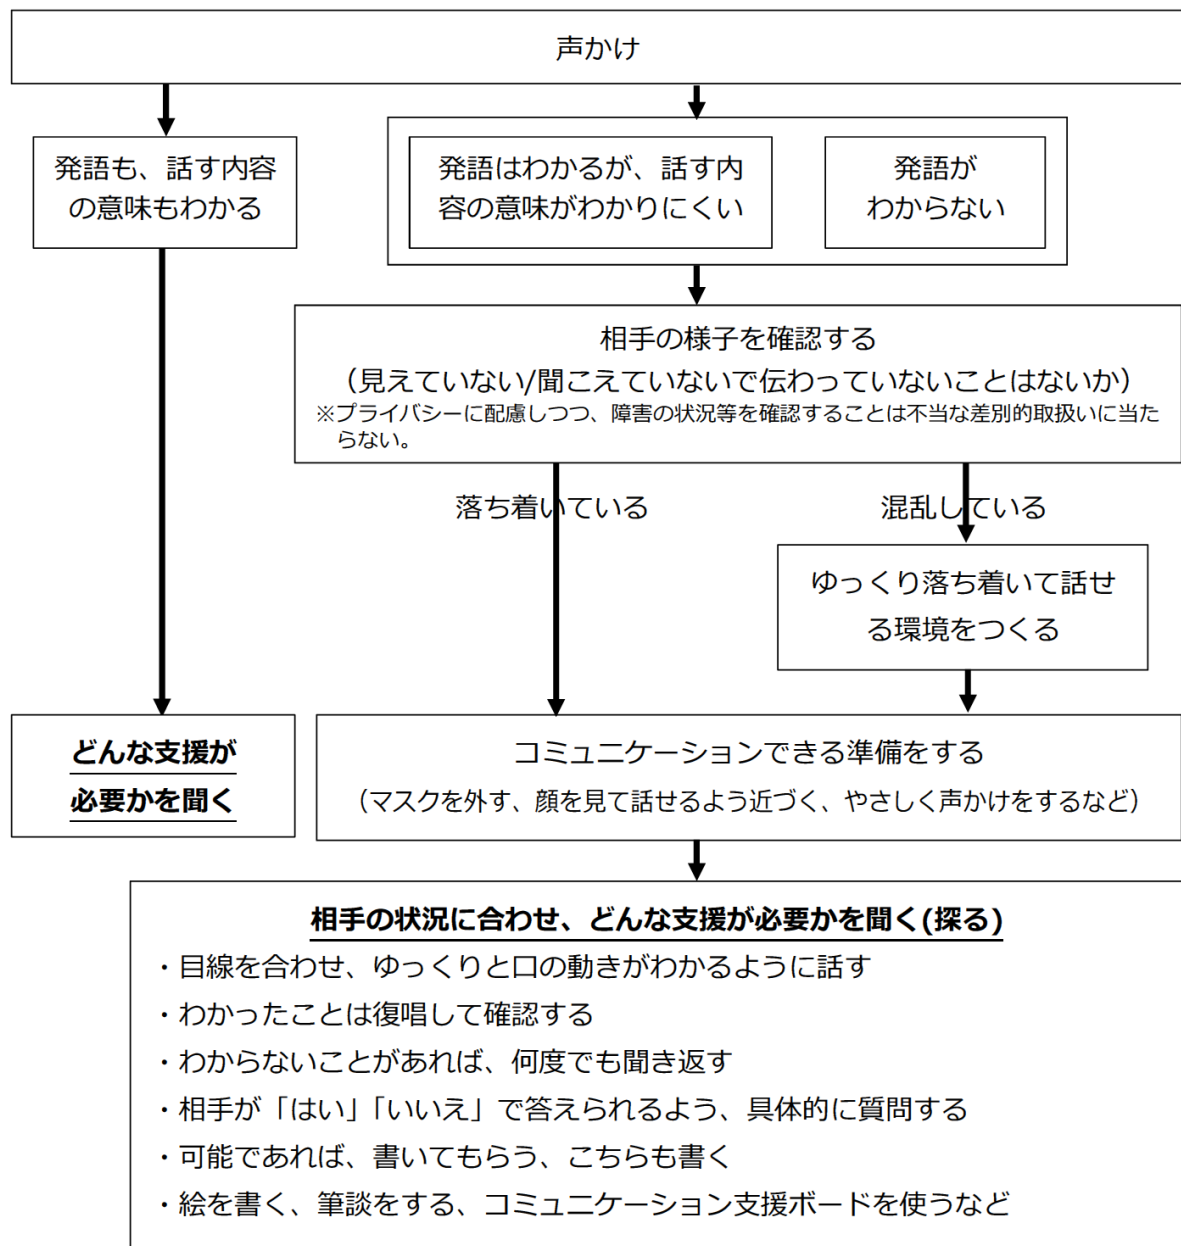 声かけ
発語も、話す内容
の意味もわかる
発語はわかるが、話す内
容の意味がわかりにくい
発語が
わからない
相手の様子を確認する
（見えていない/聞こえていないで伝わっていないことはないか）
※プライバシーに配慮しつつ、障害の状況等を確認することは不当な差別的取扱いに当た
らない。
落ち着いている
混乱している
ゆっくり落ち着いて話せ
る環境をつくる
どんな支援が
必要かを聞く
コミュニケーションできる準備をする
（マスクを外す、顔を見て話せるよう近づく、やさしく声かけをするなど）
相手の状況に合わせ、どんな支援が必要かを聞く(探る)
・目線を合わせ、ゆっくりと口の動きがわかるように話す
・わかったことは復唱して確認する
・わからないことがあれば、何度でも聞き返す
・相手が「はい」「いいえ」で答えられるよう、具体的に質問する
・可能であれば、書いてもらう、こちらも書く
・絵を書く、筆談をする、コミュニケーション支援ボードを使うなど